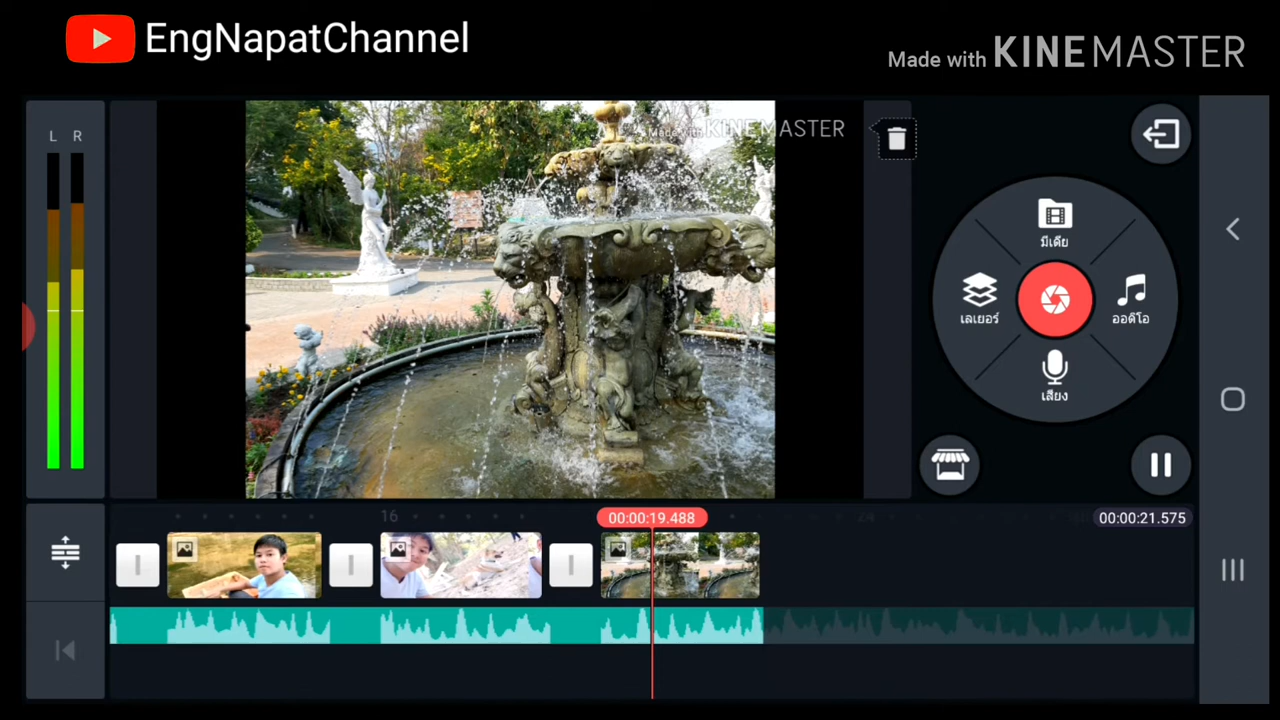 EngNapatChannel
Made with KINEMASTER
L R
Made with KINEMASTER
มีเดีย
เลเยอร์
ออดิโอ
เสียง
16
00:00:19.488
24
00:00:21.575